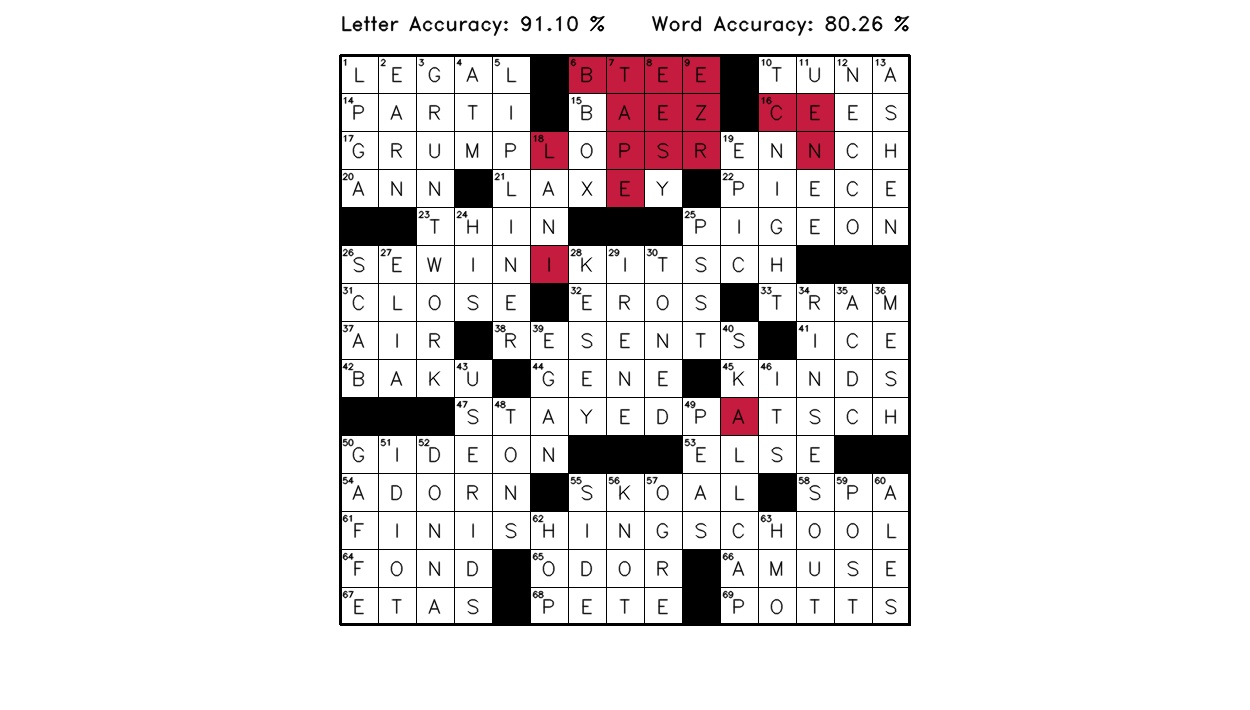 Letter Accuracy: 91.10 % Word Accuracy: 80.26 %
1 L 2 E 3 G 4 A 5 L 6 B 7 T 8 E 9 E 10 T 11 U 12 N 13 A
14 P A R T I 15 B A E Z 16 C E E S
17 G R U M P 18 L O P S R 19 E N N C H
20 A N N 21 L A X E Y 22 P I E C E
23 T 24 H I N 25 P I G E O N
26 S 27 E W I N I 28 K 29 I 30 T S C H
31 C L O S E 32 E R O S 33 T 34 R 35 A 36 M
37 A I R 38 R 39 E S E N T 40 S 41 I C E
42 B A K 43 U 44 G E N E 45 K 46 I N D S
47 S 48 T A Y E D 49 P A T S C H
50 G 51 I 52 D E O N 53 E L S E
54 A D O R N 55 S 56 K 57 O A L 58 S 59 P 60 A
61 F I N I S 62 H I N G S C 63 H O O L
64 F O N D 65 O D O R 66 A M U S E
67 E T A S 68 P E T E 69 P O T T S